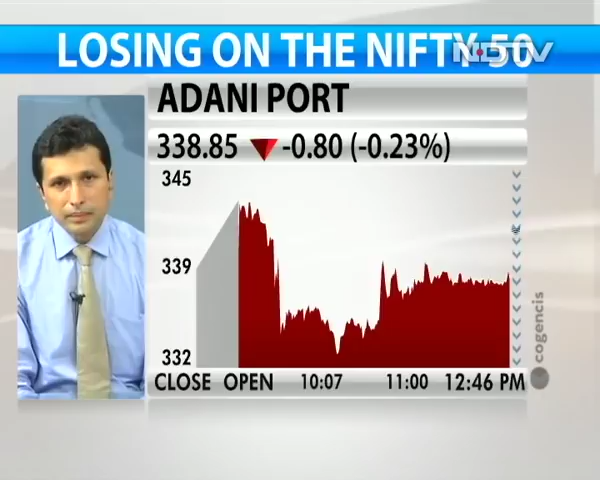 LOSING ON THE NIFTY 50
NDTV
ADANI PORT
338.85 -0.80 (-0.23%)
345
339
332
CLOSE OPEN 10:07 11:00 12:46 PM
cogencis